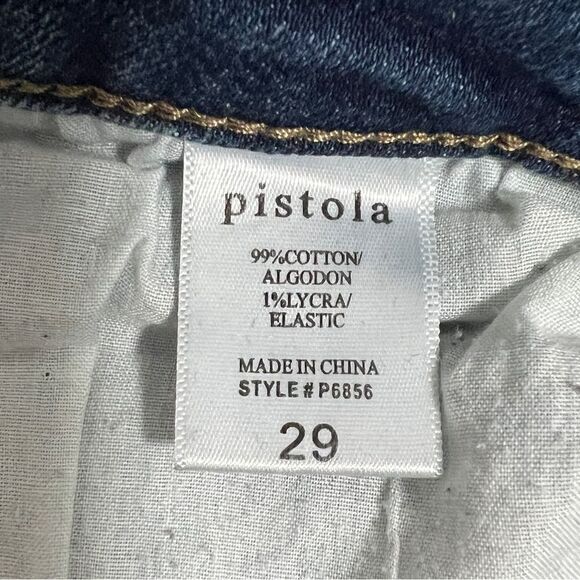 pistola
99%COTTON/
ALGODON
1%LYCRA/
ELASTIC
MADE IN CHINA
STYLE#P6856
29